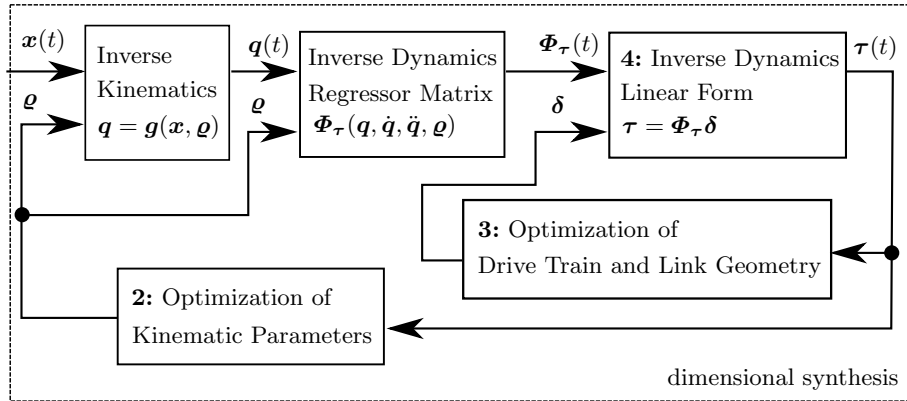 x(t)
ϱ
Inverse
Kinematics
q = g(x, ϱ)
q(t)
ϱ
Inverse Dynamics
Regressor Matrix
Φτ(q, q̇, q̈, ϱ)
Φτ(t)
δ
4: Inverse Dynamics
Linear Form
τ = Φτδ
τ(t)
3: Optimization of
Drive Train and Link Geometry
2: Optimization of
Kinematic Parameters
dimensional synthesis